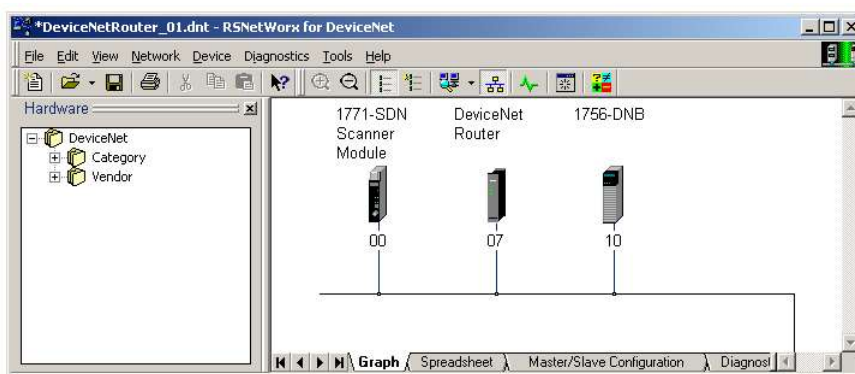 *DeviceNetRouter_01.dnt - RSNetWorx for DeviceNet
File Edit View Network Device Diagnostics Tools Help
Hardware
DeviceNet
Category
Vendor
1771-SDN
Scanner
Module
DeviceNet
Router
1756-DNB
00
07
10
Graph Spreadsheet Master/Slave Configuration Diagnost